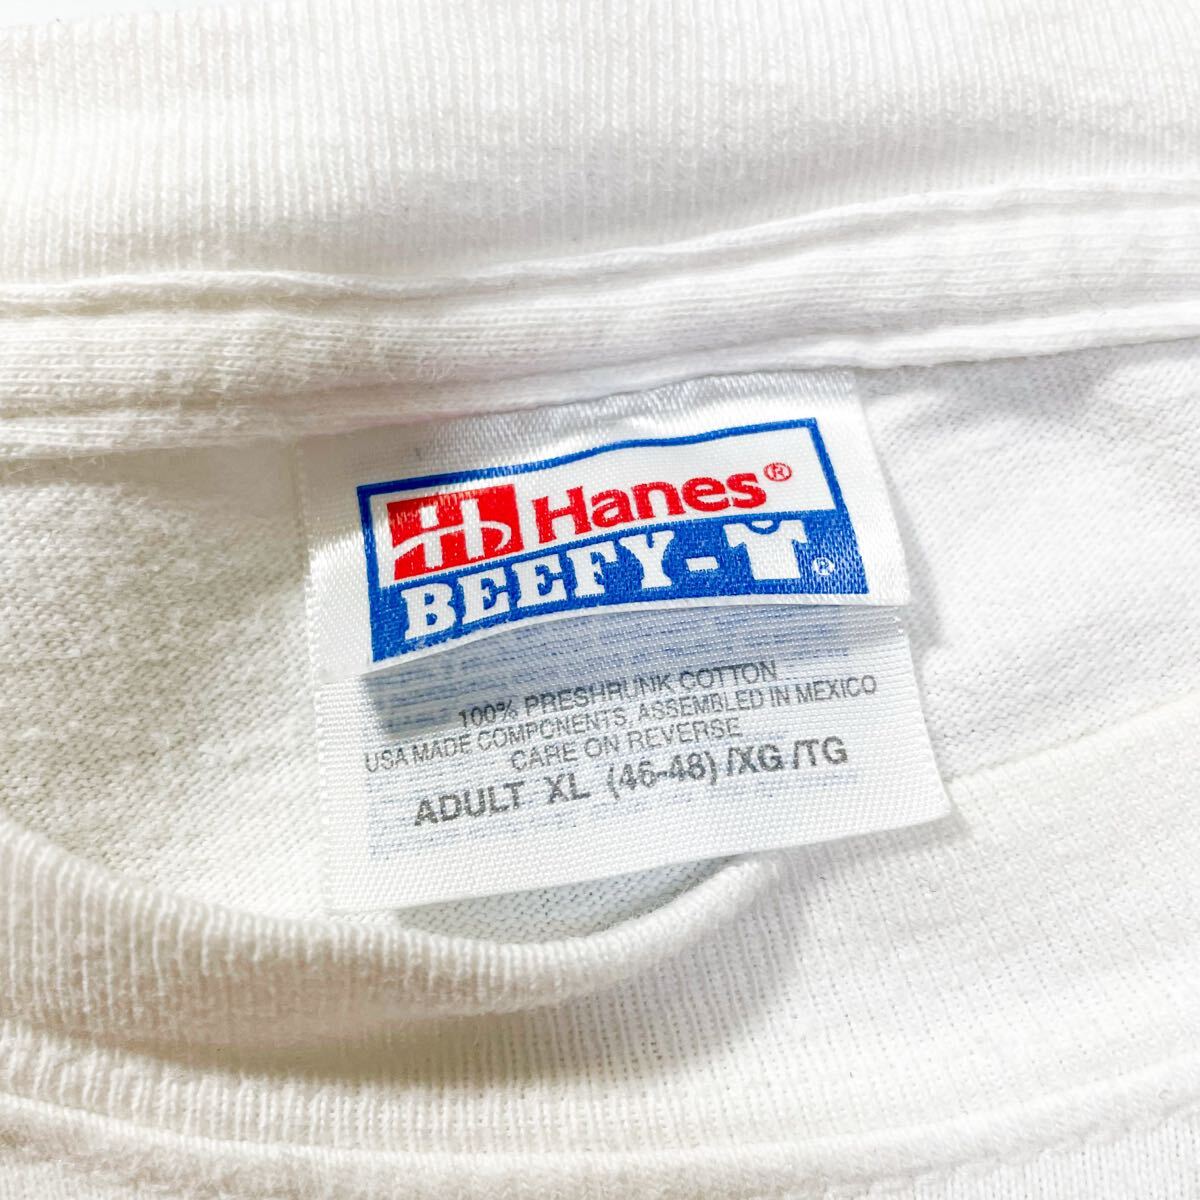 Hanes®
BEEFY-T®
100% PRESHRUNK COTTON
USA MADE COMPONENTS, ASSEMBLED IN MEXICO
CARE ON REVERSE
ADULT XL (46-48)/XG/TG